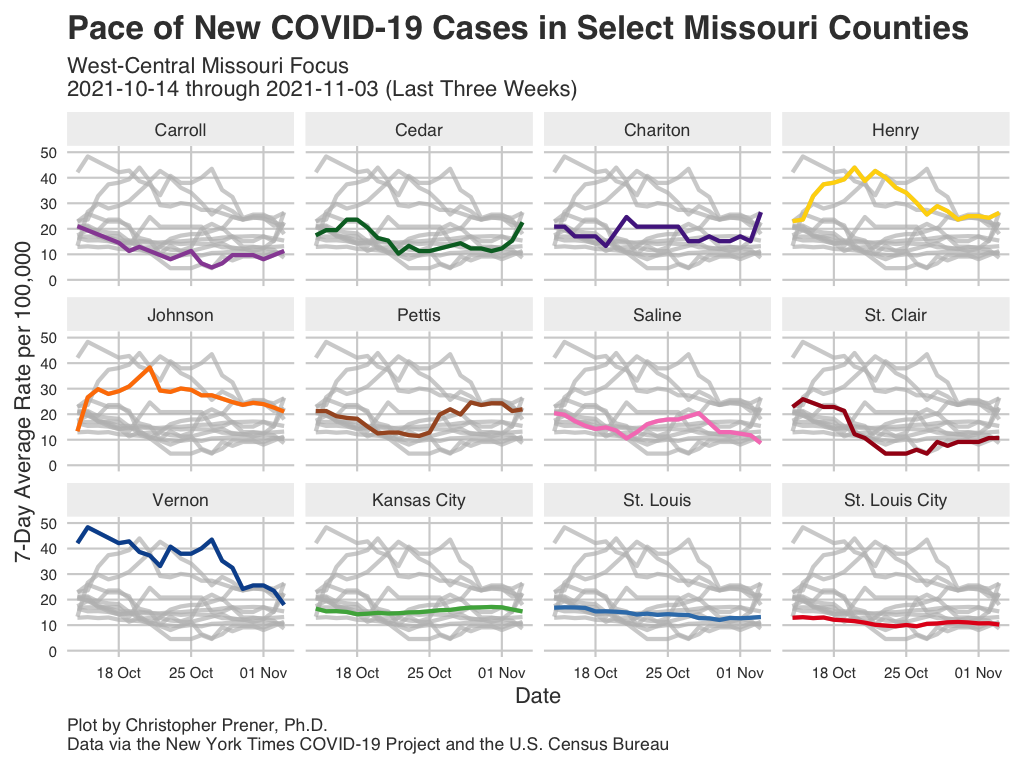 Pace of New COVID-19 Cases in Select Missouri Counties
West-Central Missouri Focus
2021-10-14 through 2021-11-03 (Last Three Weeks)
7-Day Average Rate per 100,000
Carroll Cedar Chariton Henry
50
40
30
20
10
0
Johnson Pettis Saline St. Clair
50
40
30
20
10
0
Vernon Kansas City St. Louis St. Louis City
50
40
30
20
10
0
18 Oct 25 Oct 01 Nov 18 Oct 25 Oct 01 Nov 18 Oct 25 Oct 01 Nov 18 Oct 25 Oct 01 Nov
Date
Plot by Christopher Prener, Ph.D.
Data via the New York Times COVID-19 Project and the U.S. Census Bureau